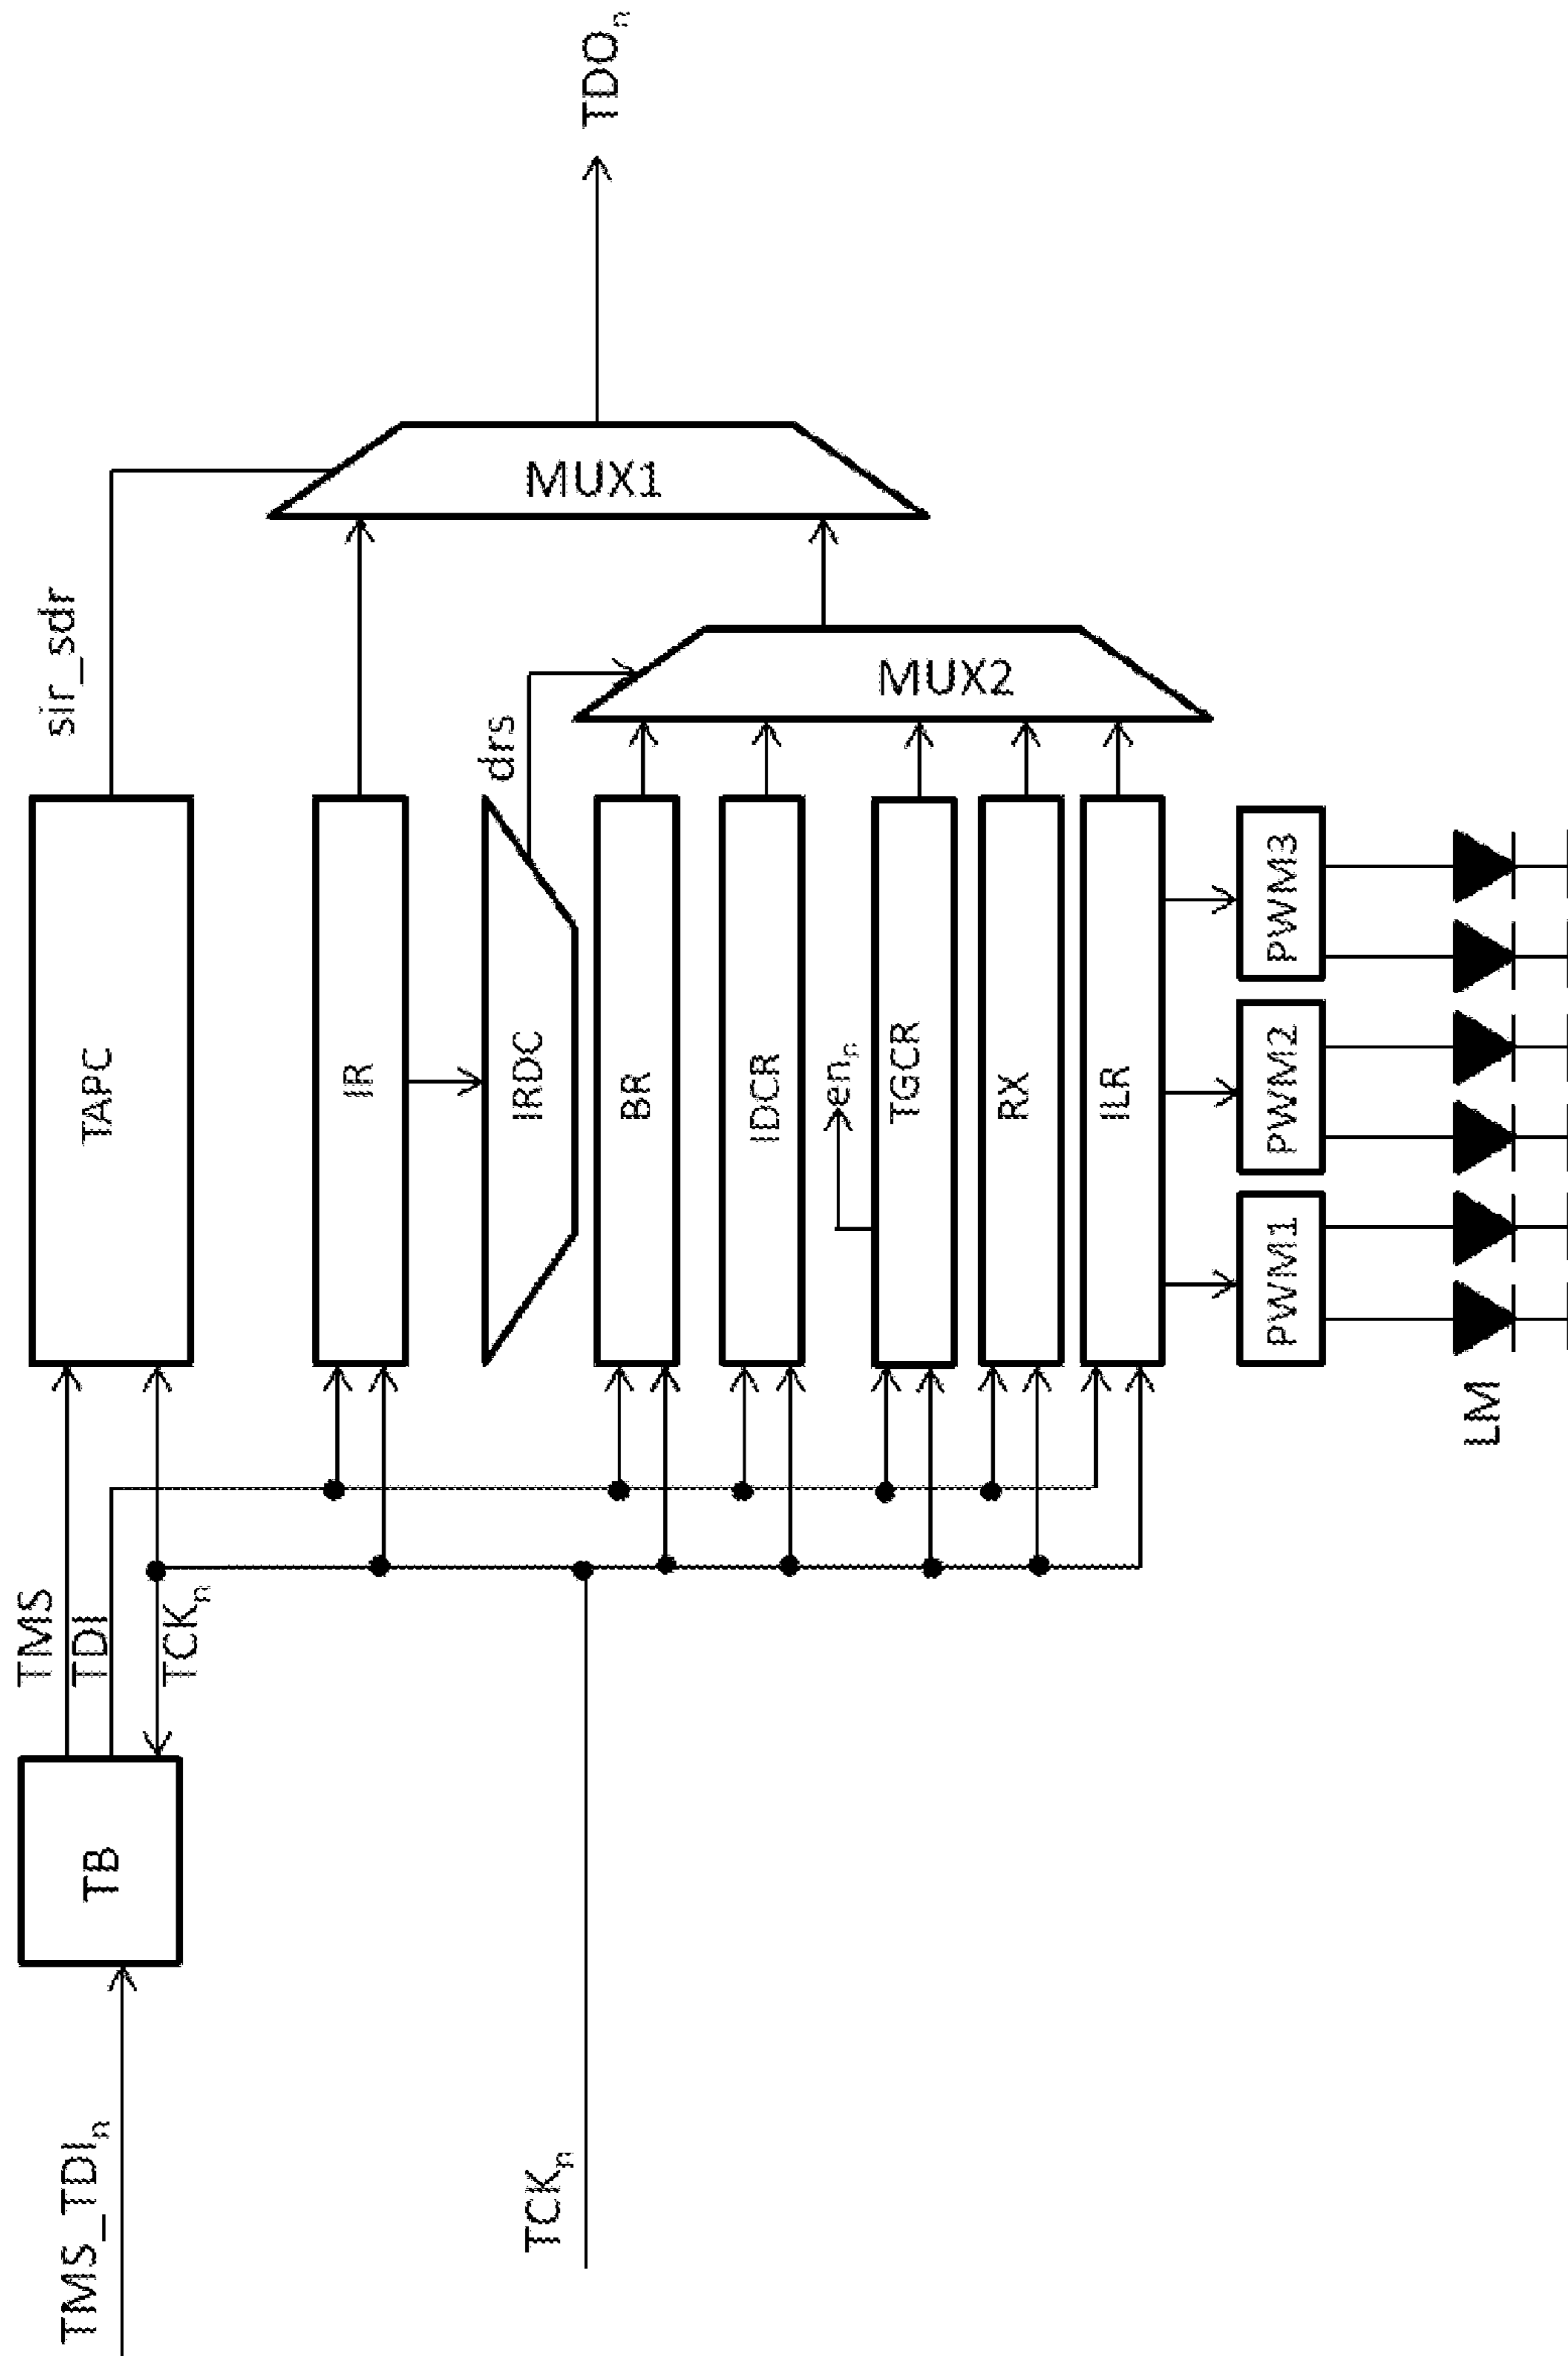 TMS_TDIₙ
TB
TMS
TDI
TCKₙ
TCKₙ
TAPC
sir_sdr
IR
IRDC
drs
BR
IDCR
enₙ
TGCR
RX
ILR
MUX1
MUX2
TDOₙ
PWM1
PWM2
PWM3
LM